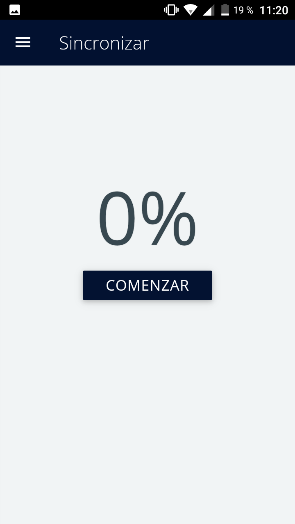 19 % 11:20
Sincronizar
0%
COMENZAR